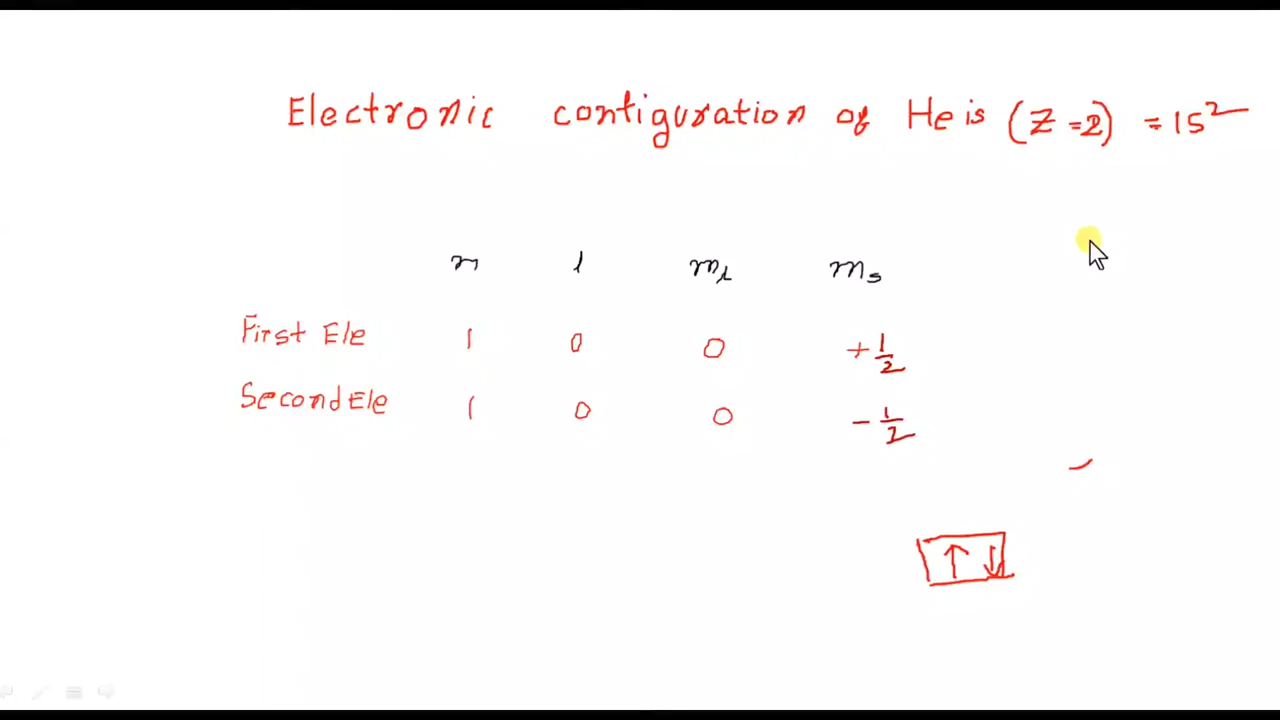 Electronic configuration of He is (Z=2) = 1S²
n l mₗ mₛ
First Ele 1 0 0 +1/2
Second Ele 1 0 0 -1/2
↑ ↓